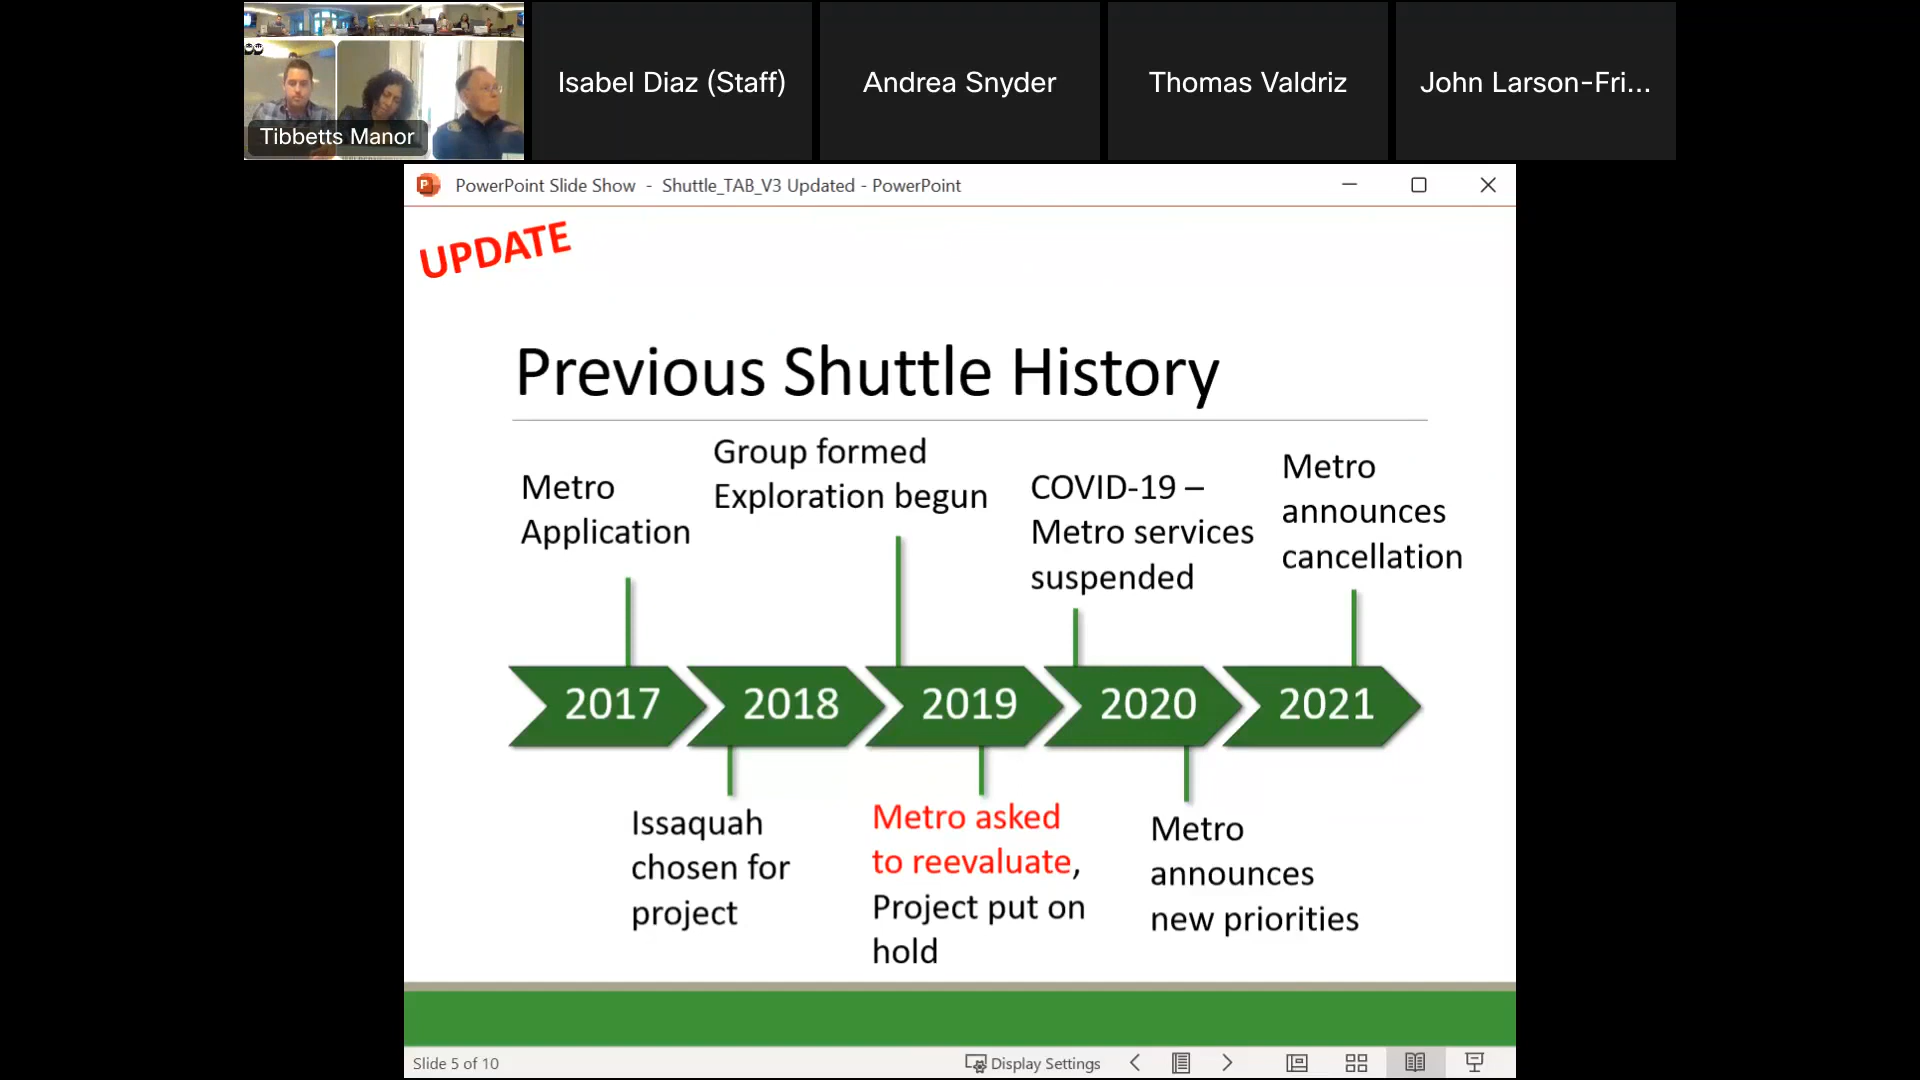 Tibbetts Manor
Isabel Diaz (Staff)
Andrea Snyder
Thomas Valdriz
John Larson-Fri...
PowerPoint Slide Show - Shuttle_TAB_V3 Updated - PowerPoint
UPDATE
Previous Shuttle History
Metro
Application
Group formed
Exploration begun
COVID-19 –
Metro services
suspended
Metro
announces
cancellation
2017
2018
2019
2020
2021
Issaquah
chosen for
project
Metro asked
to reevaluate,
Project put on
hold
Metro
announces
new priorities
Slide 5 of 10
Display Settings